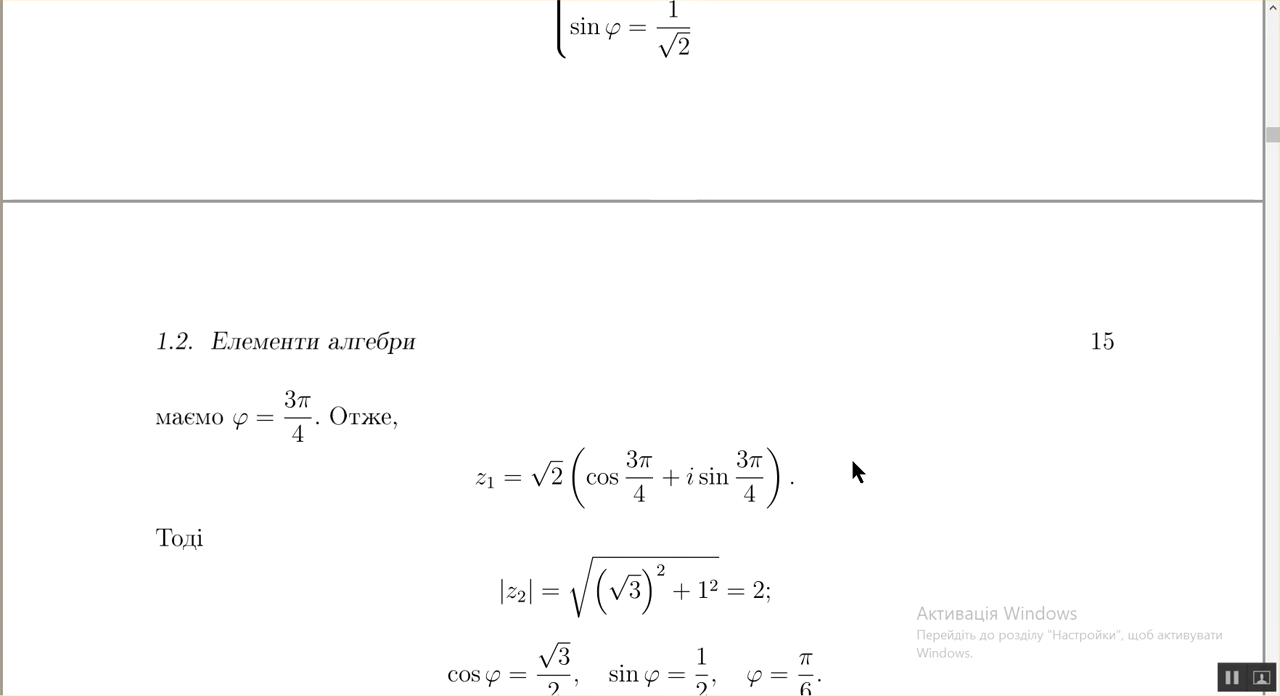 sin φ = 1/√2
1.2. Елементи алгебри 15
маємо φ = 3π/4. Отже,
z₁ = √2 (cos 3π/4 + i sin 3π/4).
Тоді
|z₂| = √((√3)² + 1²) = 2;
cos φ = √3/2, sin φ = 1/2, φ = π/6.
Активація Windows
Перейдіть до розділу "Настройки", щоб активувати
Windows.